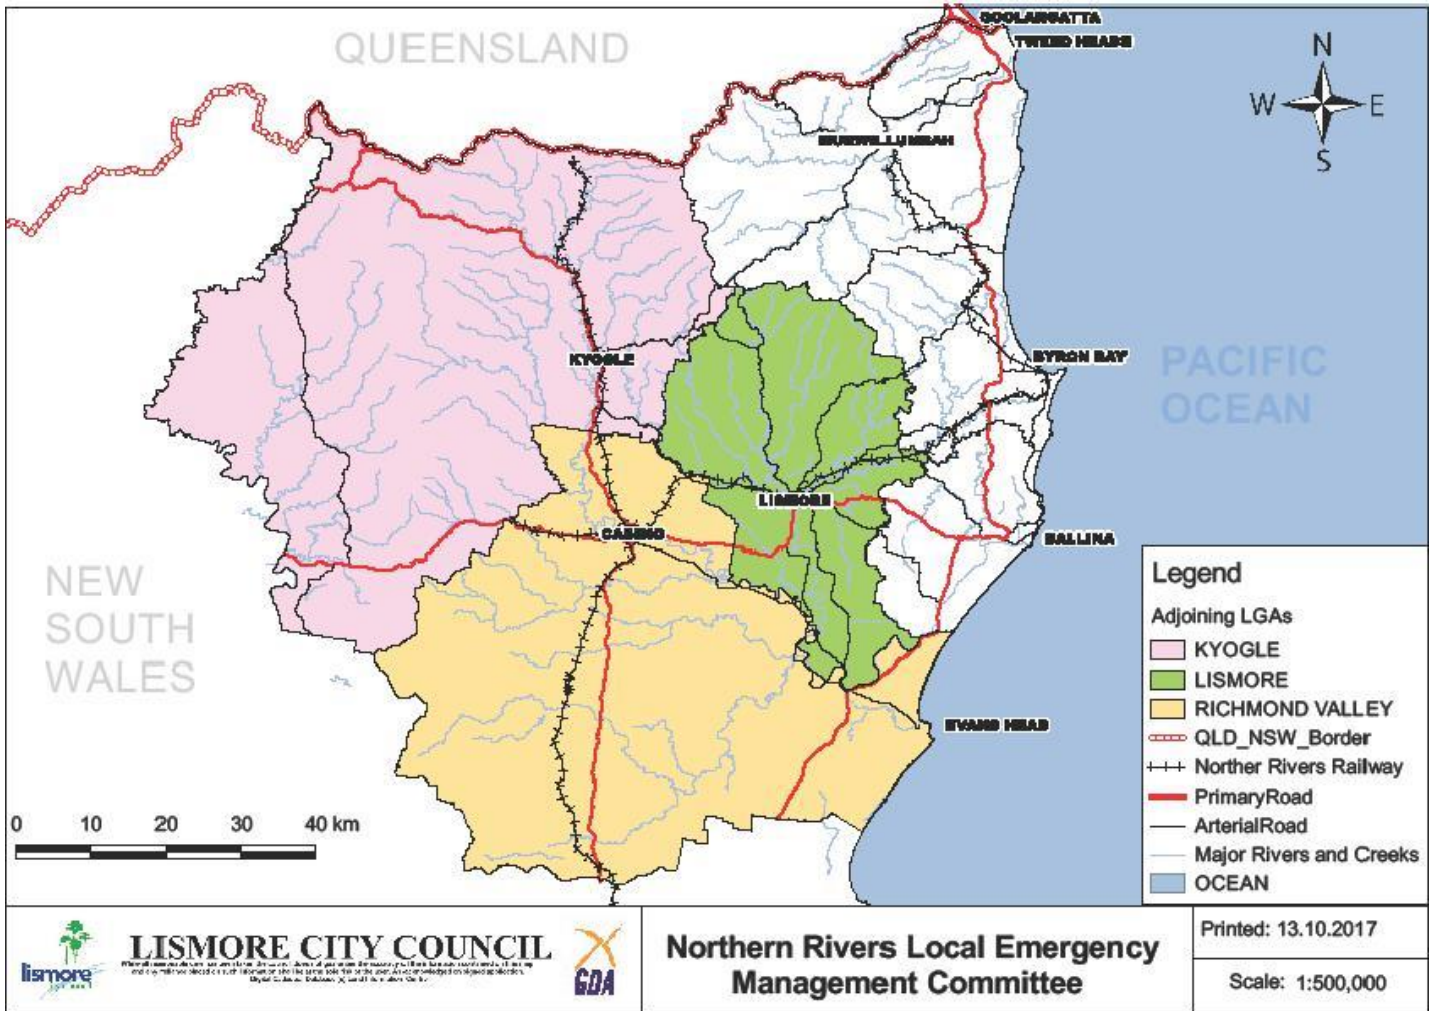 QUEENSLAND
COOLANGATTA
TWEED HEADS
N
W E
S
MURWILLUMBAH
KYOGLE
BYRON BAY
PACIFIC
OCEAN
LISMORE
CASINO
BALLINA
NEW
SOUTH
WALES
EVANS HEAD
Legend
Adjoining LGAs
KYOGLE
LISMORE
RICHMOND VALLEY
QLD_NSW_Border
Norther Rivers Railway
PrimaryRoad
ArterialRoad
Major Rivers and Creeks
OCEAN
0 10 20 30 40 km
lismore
LISMORE CITY COUNCIL
GDA
Northern Rivers Local Emergency
Management Committee
Printed: 13.10.2017
Scale: 1:500,000